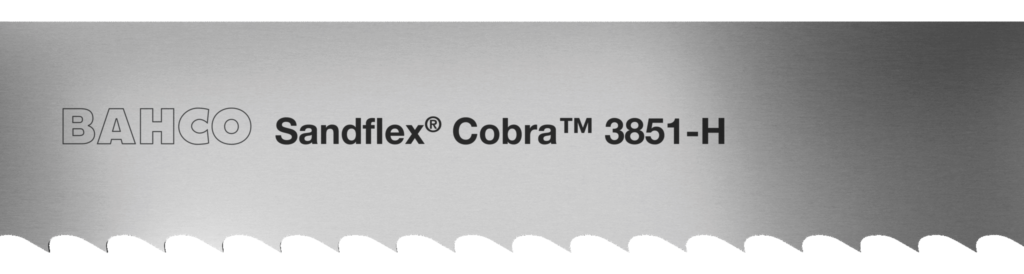 BAHCO Sandflex® Cobra™ 3851-H